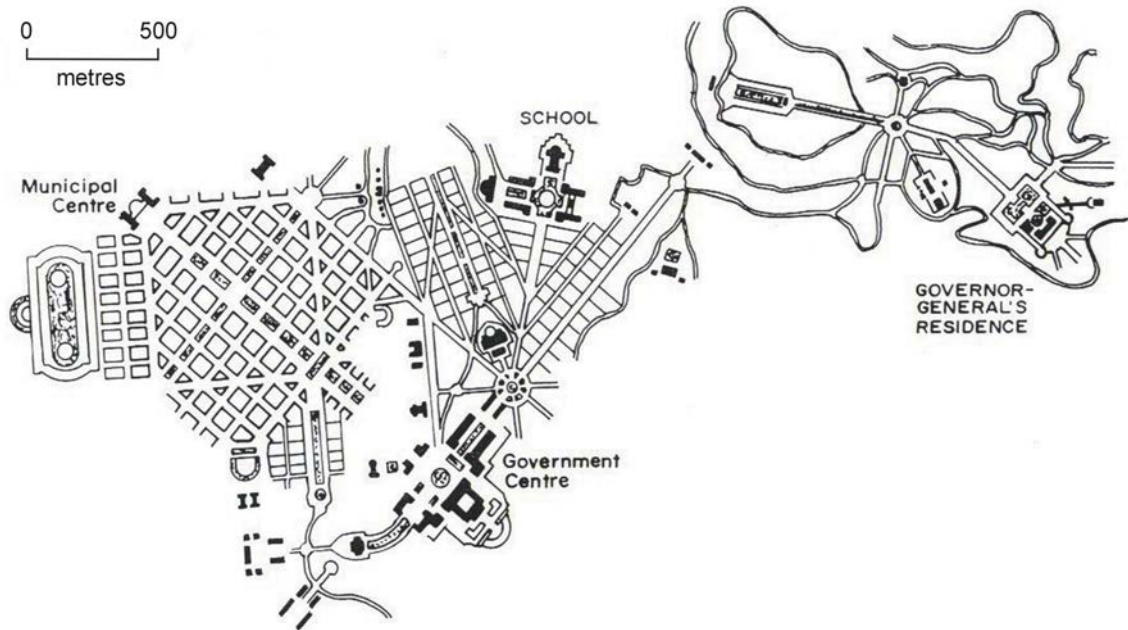 0 500
metres
SCHOOL
Municipal
Centre
GOVERNOR-
GENERAL'S
RESIDENCE
Government
Centre